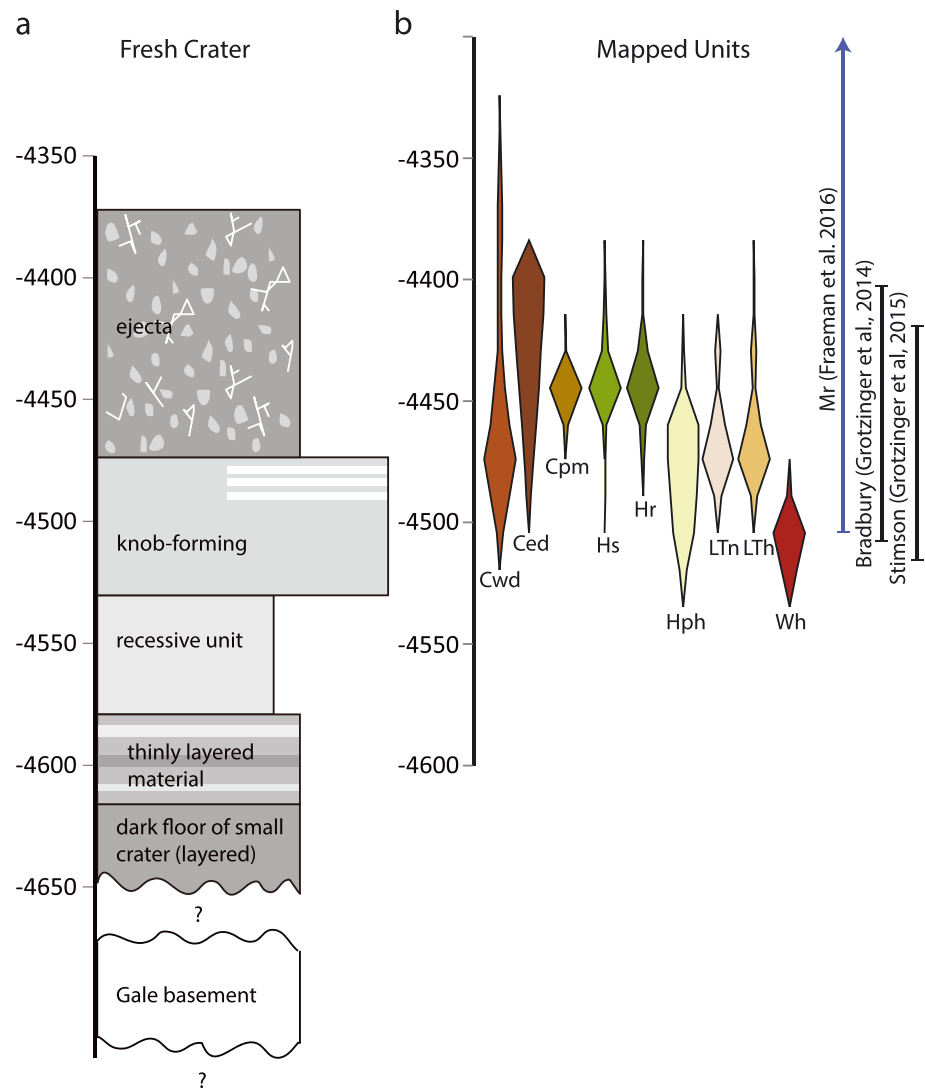 a
Fresh Crater
-4350
-4400
-4450
-4500
-4550
-4600
-4650
ejecta
knob-forming
recessive unit
thinly layered
material
dark floor of small
crater (layered)
?
Gale basement
?
b
Mapped Units
-4350
-4400
-4450
-4500
-4550
-4600
Cwd
Ced
Cpm
Hs
Hr
Hph
LTn
LTh
Wh
Mr (Fraeman et al. 2016)
Bradbury (Grotzinger et al., 2014)
Stimson (Grotzinger et al, 2015)